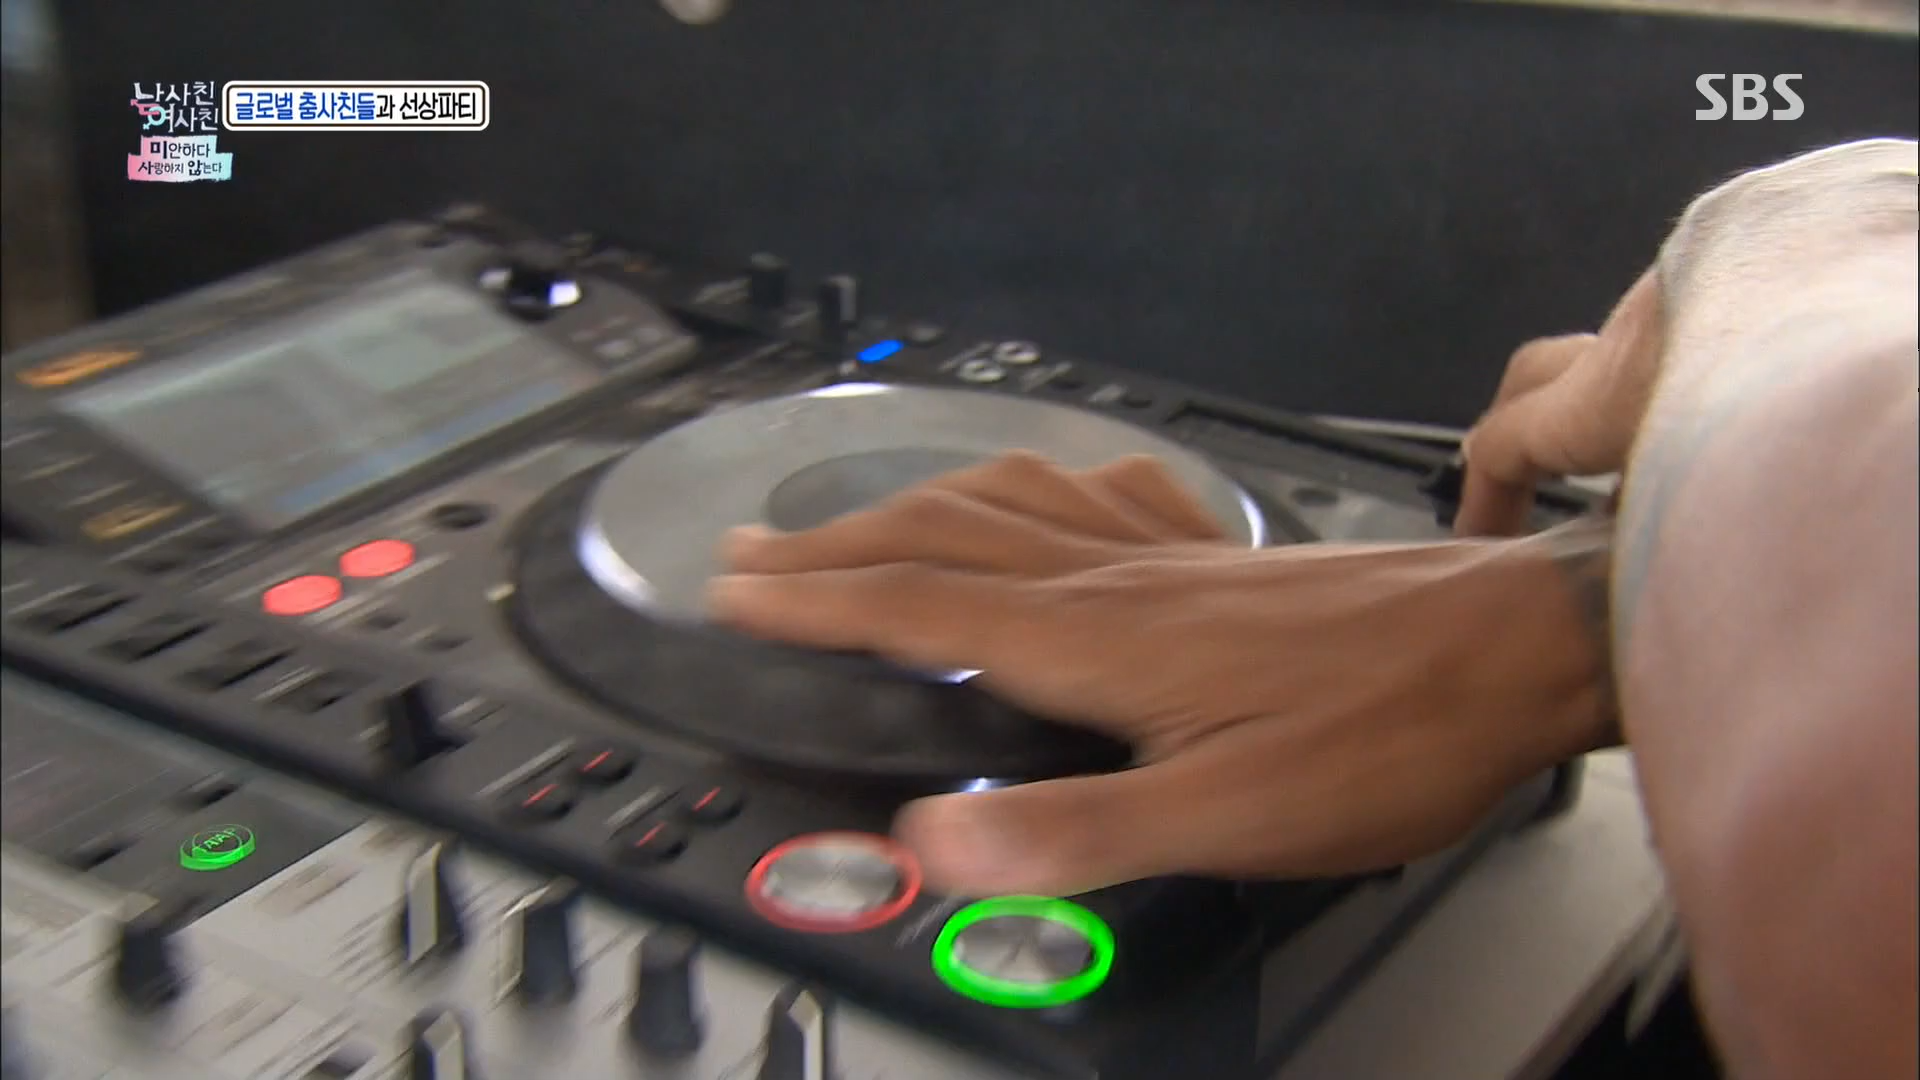 남사친
여사친
미안하다
사랑하지 않는다
글로벌 춤사친들과 선상파티
SBS